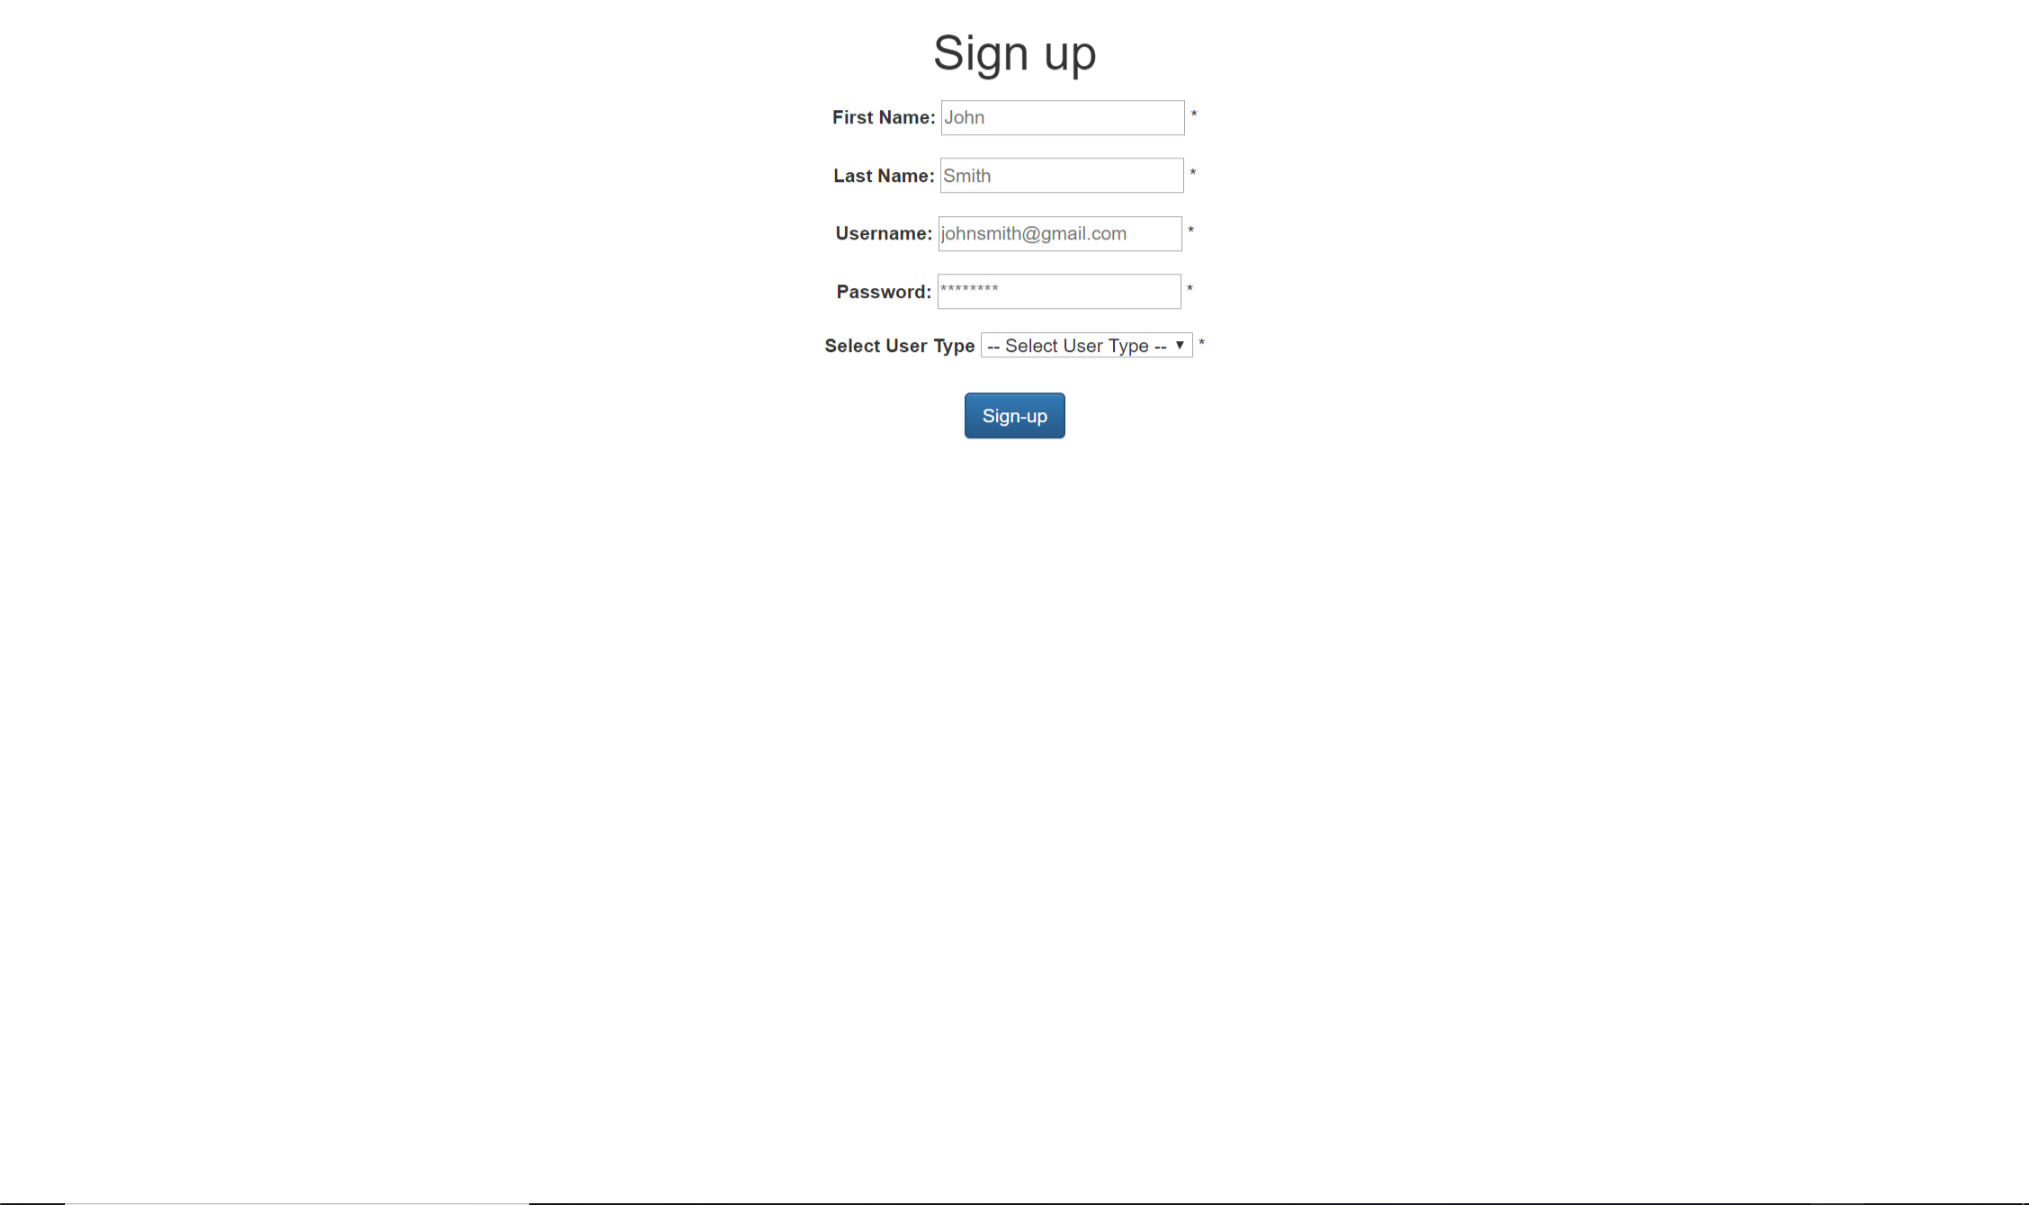 Sign up
First Name: John *
Last Name: Smith *
Username: johnsmith@gmail.com *
Password: ******** *
Select User Type -- Select User Type -- ▼ *
Sign-up